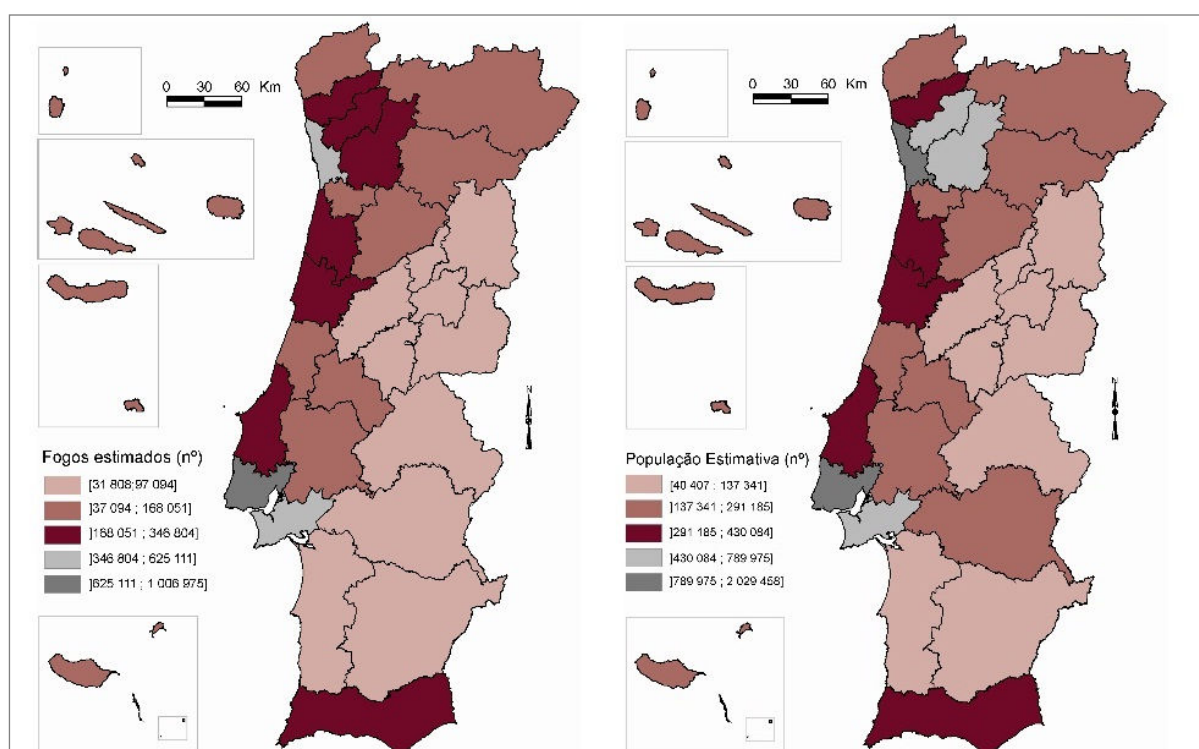 0 30 60 Km
N
Fogos estimados (nº)
]31 808;97 094]
]37 094 ; 168 051]
]168 051 ; 346 804]
]346 804 ; 625 111]
]625 111 ; 1 006 975]
0 30 60 Km
N
População Estimativa (nº)
]40 407 ; 137 341]
]137 341 ; 291 185]
]291 185 ; 430 084]
]430 084 ; 789 975]
]789 975 ; 2 029 458]